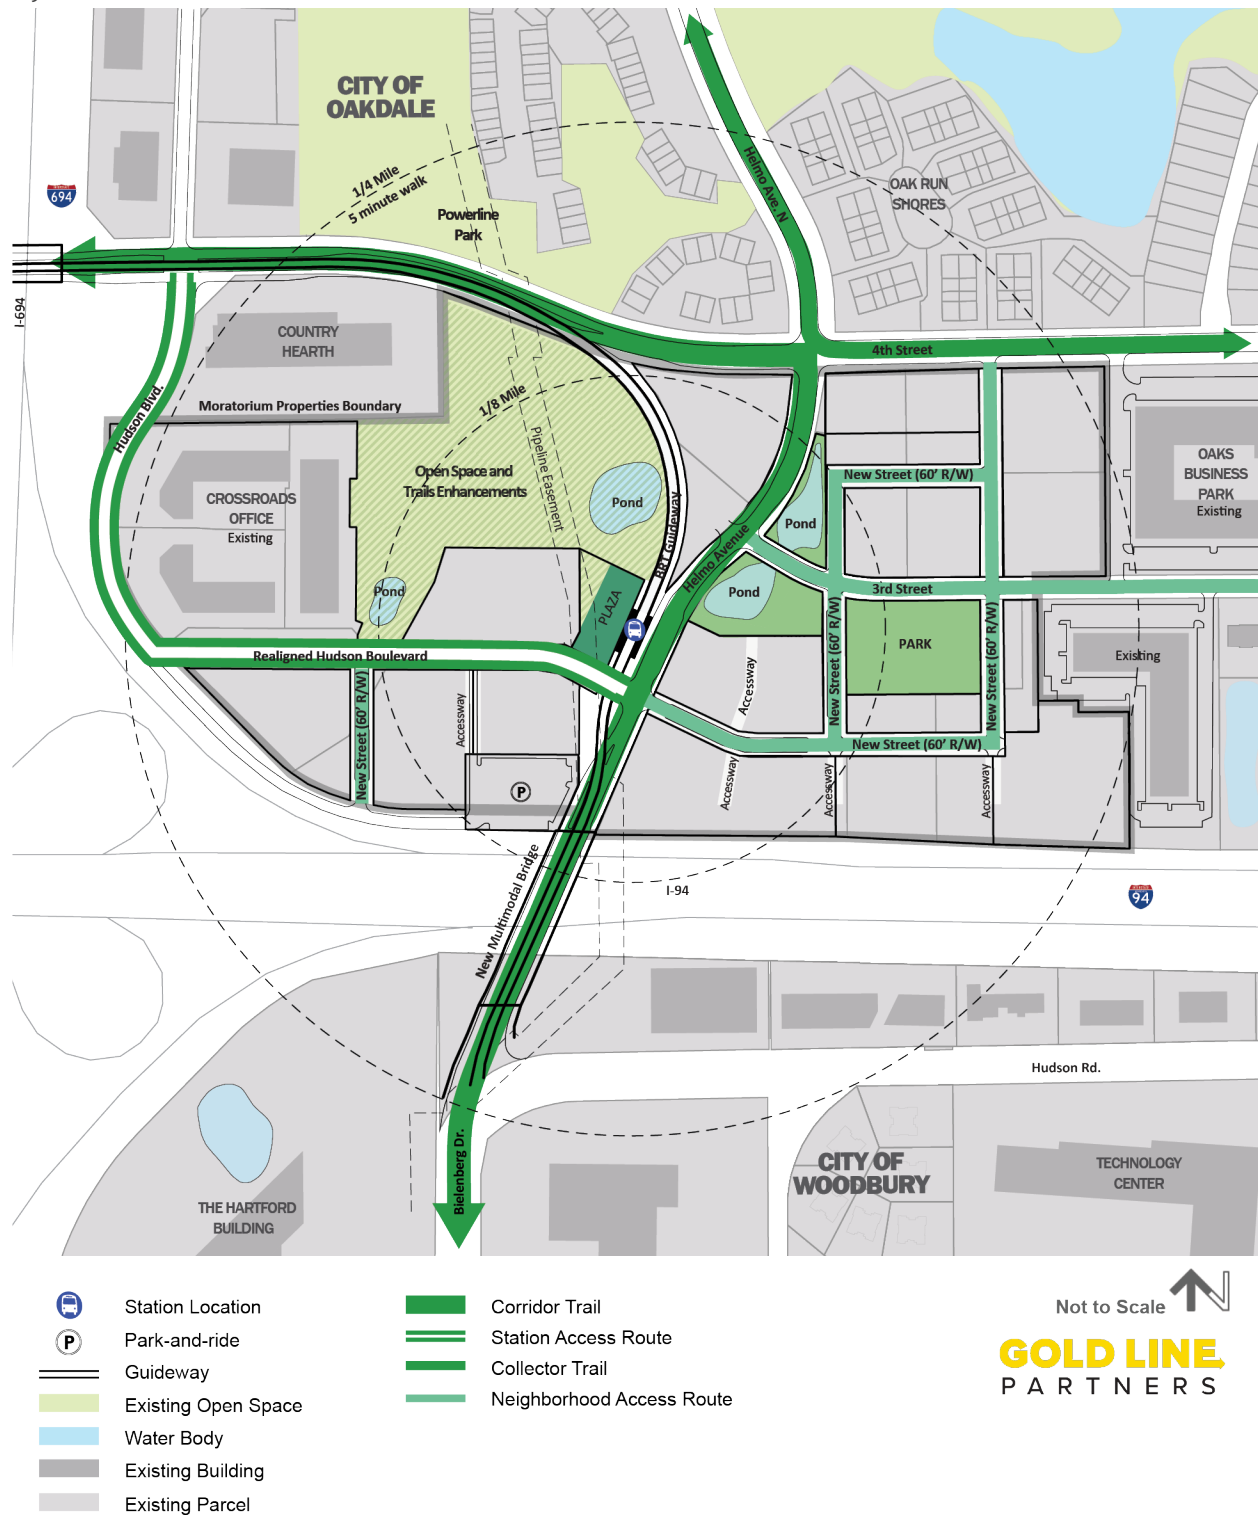 CITY OF
OAKDALE
694
1/4 Mile
5 minute walk
Powerline
Park
Helmo Ave. N
OAK RUN
SHORES
I-694
COUNTRY
HEARTH
4th Street
Hudson Blvd.
Moratorium Properties Boundary
1/8 Mile
Pipeline Easement
Open Space and
Trails Enhancements
Pond
BRT Guideway
New Street (60' R/W)
OAKS
BUSINESS
PARK
Existing
CROSSROADS
OFFICE
Existing
Pond
Helmo Avenue
Pond
Pond
PLAZA
3rd Street
PARK
New Street (60' R/W)
New Street (60' R/W)
Existing
Realigned Hudson Boulevard
New Street (60' R/W)
Accessway
Accessway
New Street (60' R/W)
P
Accessway
Accessway
Accessway
New Multimodal Bridge
I-94
94
Hudson Rd.
Bielenberg Dr.
CITY OF
WOODBURY
TECHNOLOGY
CENTER
THE HARTFORD
BUILDING
Station Location
P
Park-and-ride
Guideway
Existing Open Space
Water Body
Existing Building
Existing Parcel
Corridor Trail
Station Access Route
Collector Trail
Neighborhood Access Route
N
Not to Scale
GOLD LINE
PARTNERS